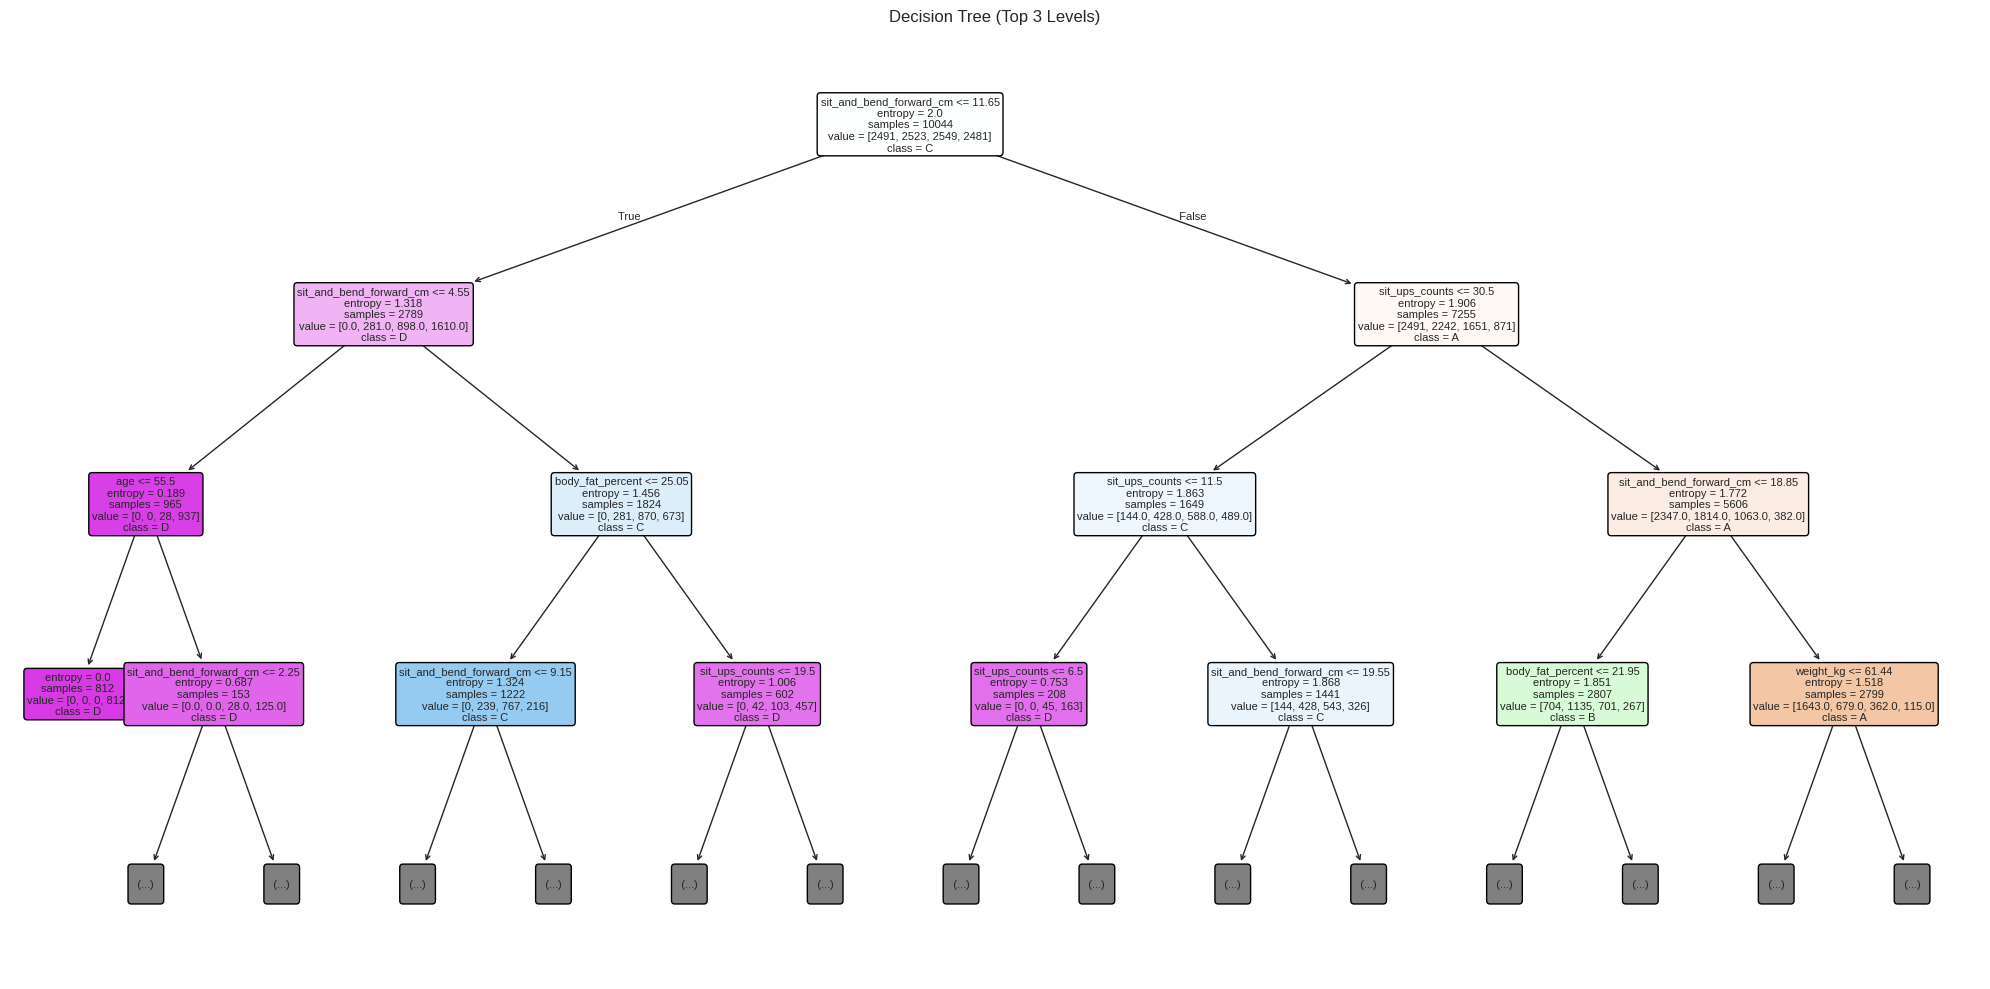 Decision Tree (Top 3 Levels)
sit_and_bend_forward_cm <= 11.65
entropy = 2.0
samples = 10044
value = [2491, 2523, 2549, 2481]
class = C
True
False
sit_and_bend_forward_cm <= 4.55
entropy = 1.318
samples = 2789
value = [0.0, 281.0, 898.0, 1610.0]
class = D
sit_ups_counts <= 30.5
entropy = 1.906
samples = 7255
value = [2491, 2242, 1651, 871]
class = A
age <= 55.5
entropy = 0.189
samples = 965
value = [0, 0, 28, 937]
class = D
body_fat_percent <= 25.05
entropy = 1.456
samples = 1824
value = [0, 281, 870, 673]
class = C
sit_ups_counts <= 11.5
entropy = 1.863
samples = 1649
value = [144.0, 428.0, 588.0, 489.0]
class = C
sit_and_bend_forward_cm <= 18.85
entropy = 1.772
samples = 5606
value = [2347.0, 1814.0, 1063.0, 382.0]
class = A
entropy = 0.0
samples = 812
value = [0, 0, 0, 812
class = D
sit_and_bend_forward_cm <= 2.25
entropy = 0.687
samples = 153
value = [0.0, 0.0, 28.0, 125.0]
class = D
sit_and_bend_forward_cm <= 9.15
entropy = 1.324
samples = 1222
value = [0, 239, 767, 216]
class = C
sit_ups_counts <= 19.5
entropy = 1.006
samples = 602
value = [0, 42, 103, 457]
class = D
sit_ups_counts <= 6.5
entropy = 0.753
samples = 208
value = [0, 0, 45, 163]
class = D
sit_and_bend_forward_cm <= 19.55
entropy = 1.868
samples = 1441
value = [144, 428, 543, 326]
class = C
body_fat_percent <= 21.95
entropy = 1.851
samples = 2807
value = [704, 1135, 701, 267]
class = B
weight_kg <= 61.44
entropy = 1.518
samples = 2799
value = [1643.0, 679.0, 362.0, 115.0]
class = A
(...)
(...)
(...)
(...)
(...)
(...)
(...)
(...)
(...)
(...)
(...)
(...)
(...)
(...)